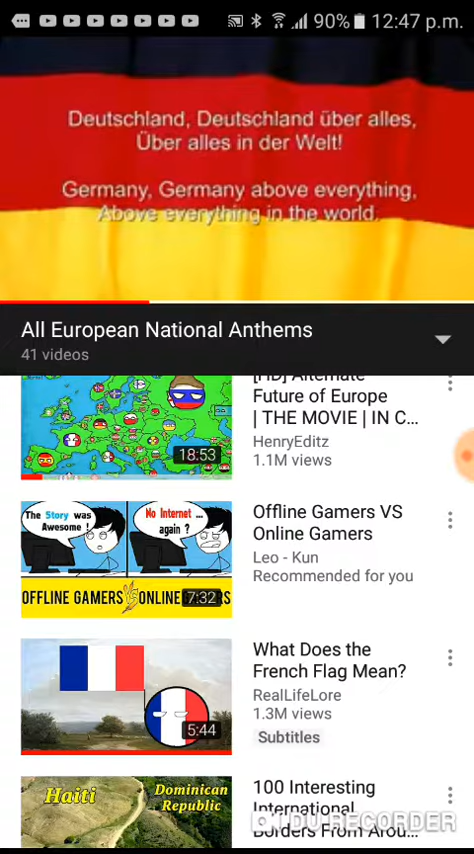 90% 12:47 p.m.
Deutschland, Deutschland über alles,
Über alles in der Welt!
Germany, Germany above everything,
Above everything in the world.
All European National Anthems
41 videos
[HD] Alternate
Future of Europe
| THE MOVIE | IN C...
HenryEditz
1.1M views
18:53
The Story was
Awesome !
No Internet ...
again ?
OFFLINE GAMERS VS ONLINE GAMERS
7:32
Offline Gamers VS
Online Gamers
Leo - Kun
Recommended for you
What Does the
French Flag Mean?
RealLifeLore
1.3M views
Subtitles
5:44
Haiti
Dominican
Republic
100 Interesting
International
Borders From Arou...
DU RECORDER